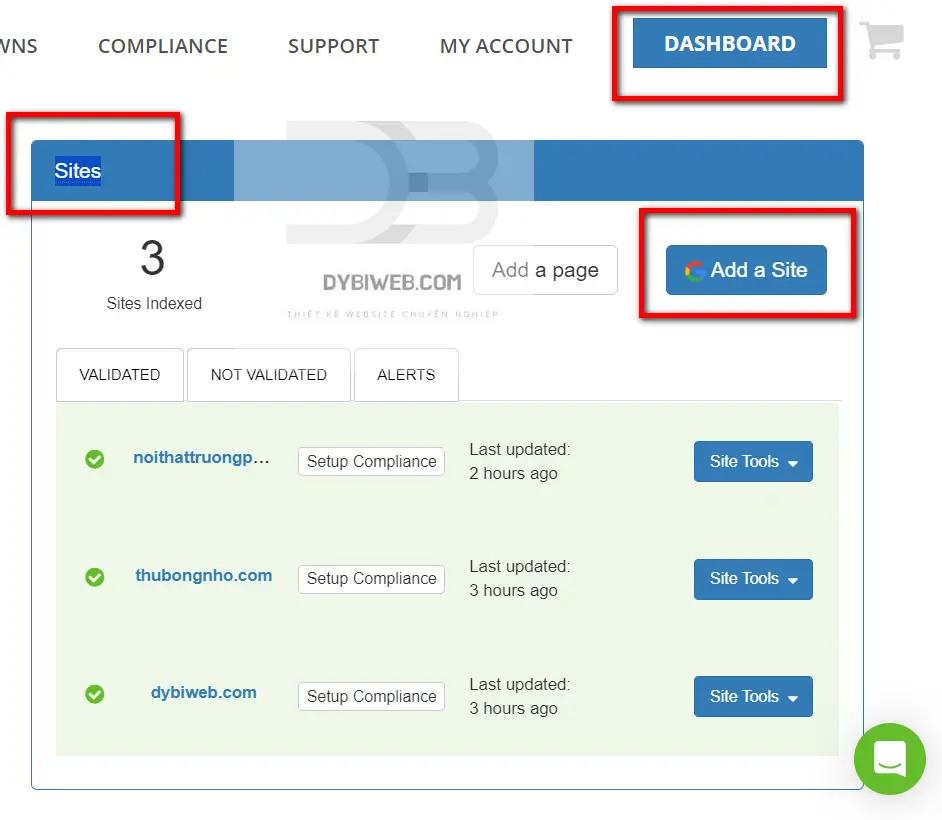 WNS COMPLIANCE SUPPORT MY ACCOUNT DASHBOARD
Sites
3
Sites Indexed
Add a page
Add a Site
DYBIWEB.COM
THIẾT KẾ WEBSITE CHUYÊN NGHIỆP
VALIDATED NOT VALIDATED ALERTS
noithattruongp... Setup Compliance Last updated: Site Tools
2 hours ago
thubongnho.com Setup Compliance Last updated: Site Tools
3 hours ago
dybiweb.com Setup Compliance Last updated: Site Tools
3 hours ago